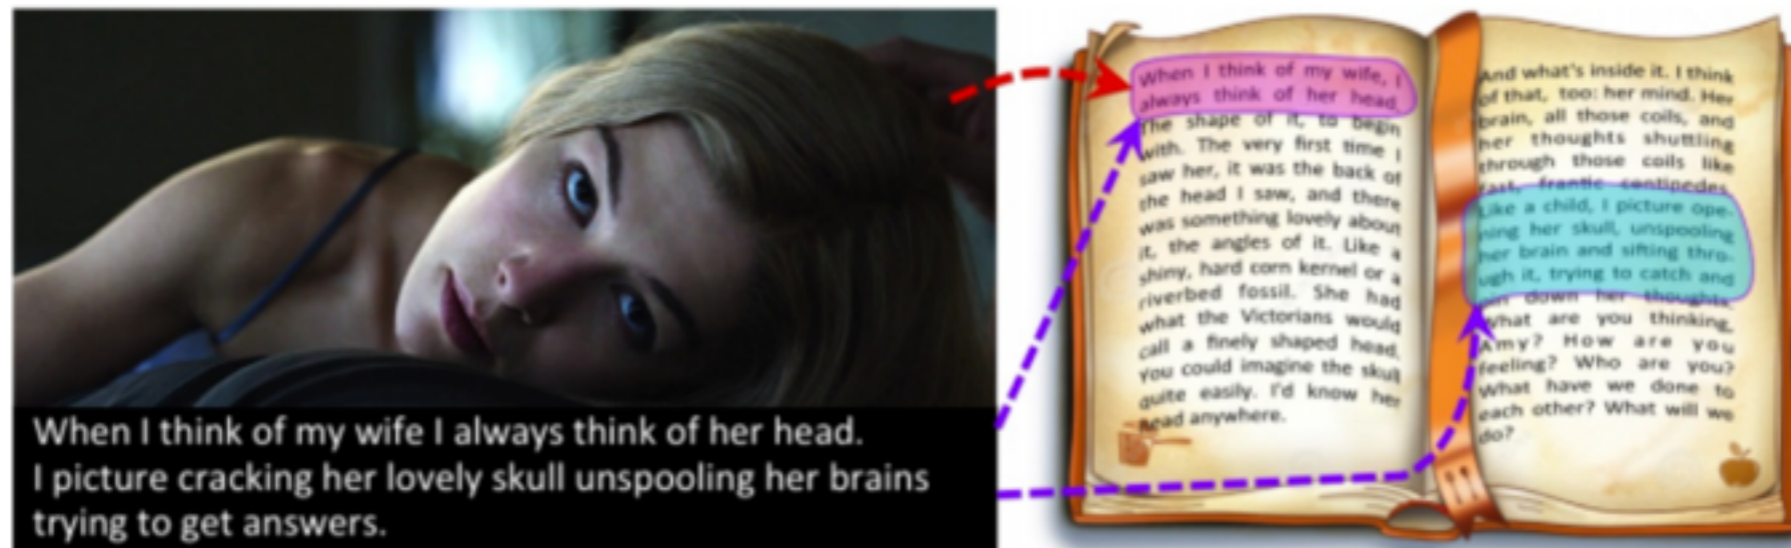 When I think of my wife I always think of her head.
I picture cracking her lovely skull unspooling her brains
trying to get answers.
When I think of my wife, I
always think of her head.
The shape of it, to begin
with. The very first time I
saw her, it was the back of
the head I saw, and there
was something lovely about
it, the angles of it. Like a
shiny, hard corn kernel or a
riverbed fossil. She had
what the Victorians would
call a finely shaped head.
You could imagine the skull
quite easily. I'd know her
head anywhere.
And what's inside it. I think
of that, too: her mind. Her
brain, all those coils, and
her thoughts shuttling
through those coils like
fast, frantic centipedes.
Like a child, I picture ope-
ning her skull, unspooling
her brain and sifting thro-
ugh it, trying to catch and
pin down her thoughts.
What are you thinking,
Amy? How are you
feeling? Who are you?
What have we done to
each other? What will we
do?